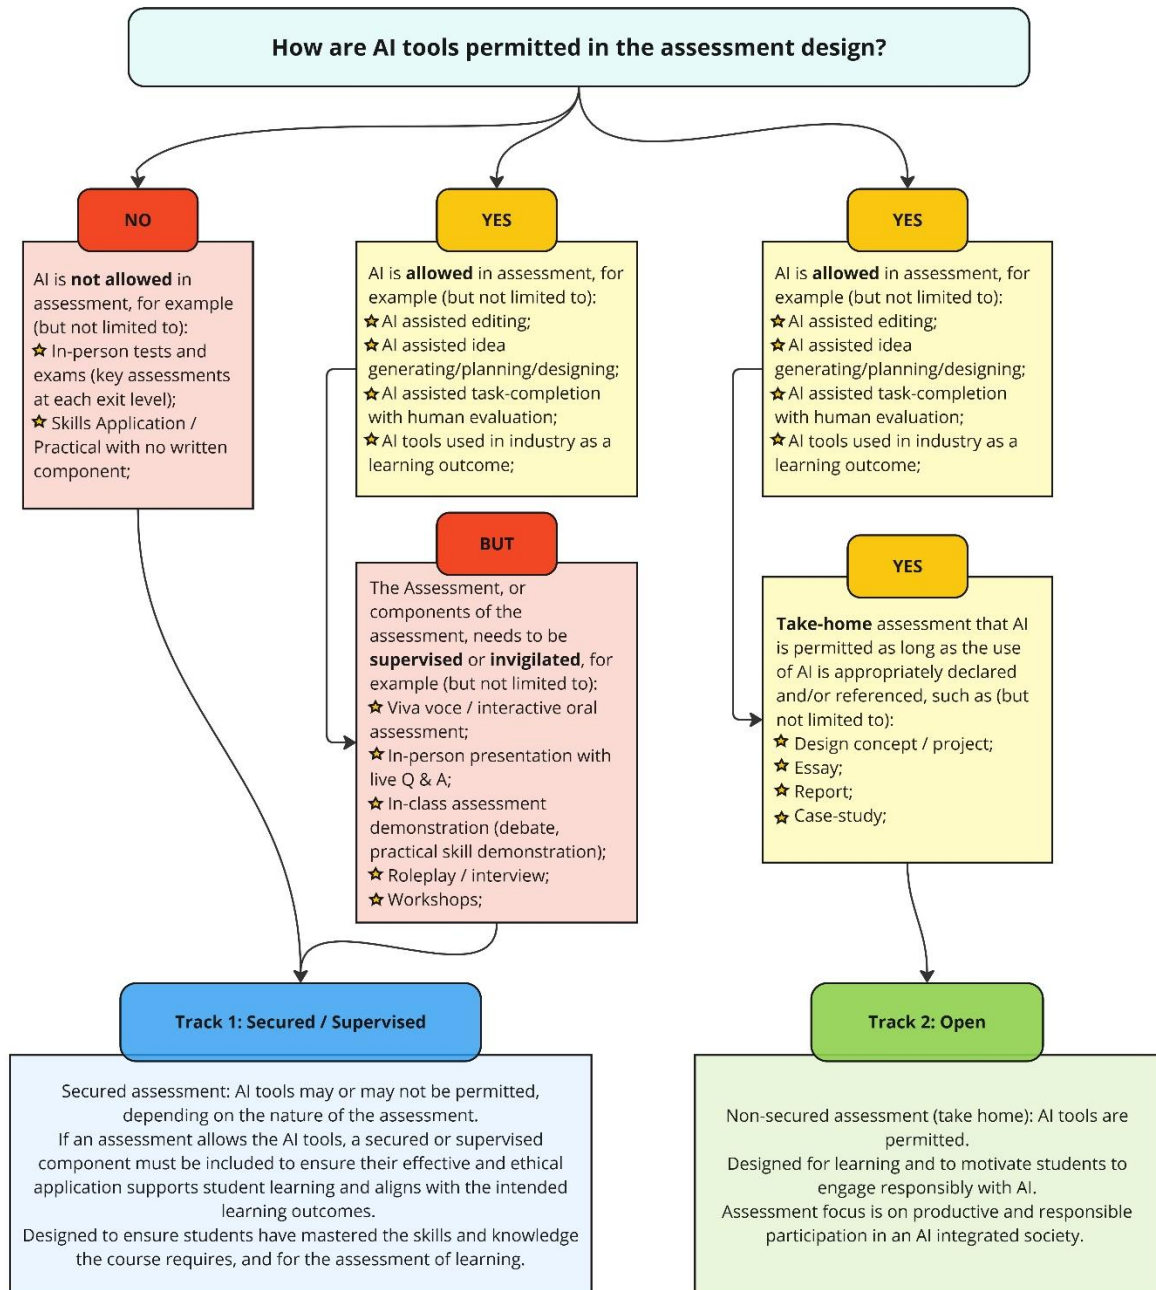 How are AI tools permitted in the assessment design?
NO
AI is not allowed in
assessment, for example
(but not limited to):
In-person tests and
exams (key assessments
at each exit level);
Skills Application /
Practical with no written
component;
YES
AI is allowed in assessment, for
example (but not limited to):
AI assisted editing;
AI assisted idea
generating/planning/designing;
AI assisted task-completion
with human evaluation;
AI tools used in industry as a
learning outcome;
BUT
The Assessment, or
components of the
assessment, needs to be
supervised or invigilated, for
example (but not limited to):
Viva voce / interactive oral
assessment;
In-person presentation with
live Q & A;
In-class assessment
demonstration (debate,
practical skill demonstration);
Roleplay / interview;
Workshops;
YES
AI is allowed in assessment, for
example (but not limited to):
AI assisted editing;
AI assisted idea
generating/planning/designing;
AI assisted task-completion
with human evaluation;
AI tools used in industry as a
learning outcome;
YES
Take-home assessment that AI
is permitted as long as the use
of AI is appropriately declared
and/or referenced, such as (but
not limited to):
Design concept / project;
Essay;
Report;
Case-study;
Track 1: Secured / Supervised
Secured assessment: AI tools may or may not be permitted,
depending on the nature of the assessment.
If an assessment allows the AI tools, a secured or supervised
component must be included to ensure their effective and ethical
application supports student learning and aligns with the intended
learning outcomes.
Designed to ensure students have mastered the skills and knowledge
the course requires, and for the assessment of learning.
Track 2: Open
Non-secured assessment (take home): AI tools are
permitted.
Designed for learning and to motivate students to
engage responsibly with AI.
Assessment focus is on productive and responsible
participation in an AI integrated society.